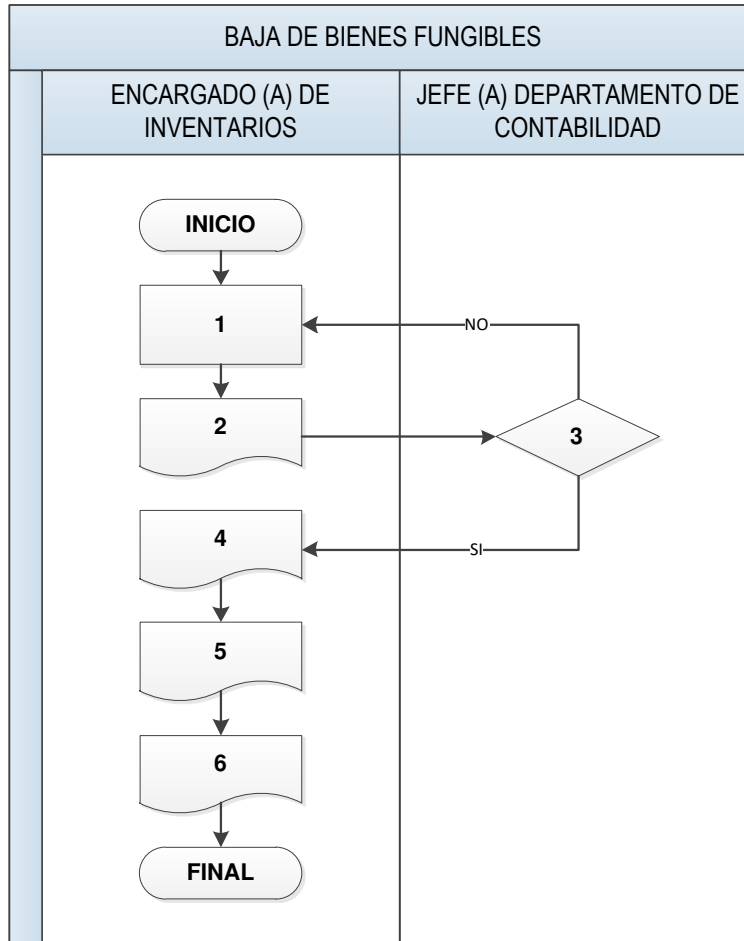 BAJA DE BIENES FUNGIBLES
ENCARGADO (A) DE
INVENTARIOS
JEFE (A) DEPARTAMENTO DE
CONTABILIDAD
INICIO
1
NO
2
3
4
SI
5
6
FINAL